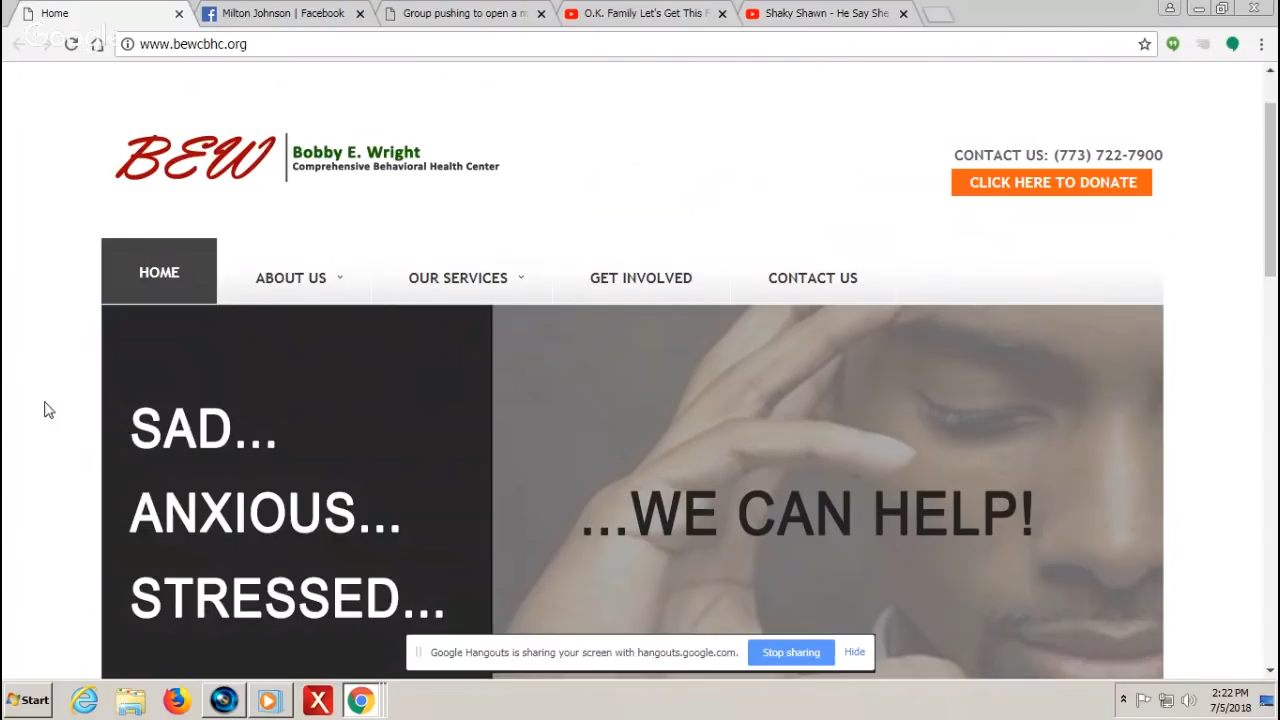 Home
Milton Johnson | Facebook
Group pushing to open a m
O.K. Family Let's Get This F
Shaky Shawn - He Say She
Google
www.bewcbhc.org
BEW
Bobby E. Wright
Comprehensive Behavioral Health Center
CONTACT US: (773) 722-7900
CLICK HERE TO DONATE
HOME
ABOUT US
OUR SERVICES
GET INVOLVED
CONTACT US
SAD...
ANXIOUS...
STRESSED...
...WE CAN HELP!
Google Hangouts is sharing your screen with hangouts.google.com.
Stop sharing
Hide
Start
2:22 PM
7/5/2018